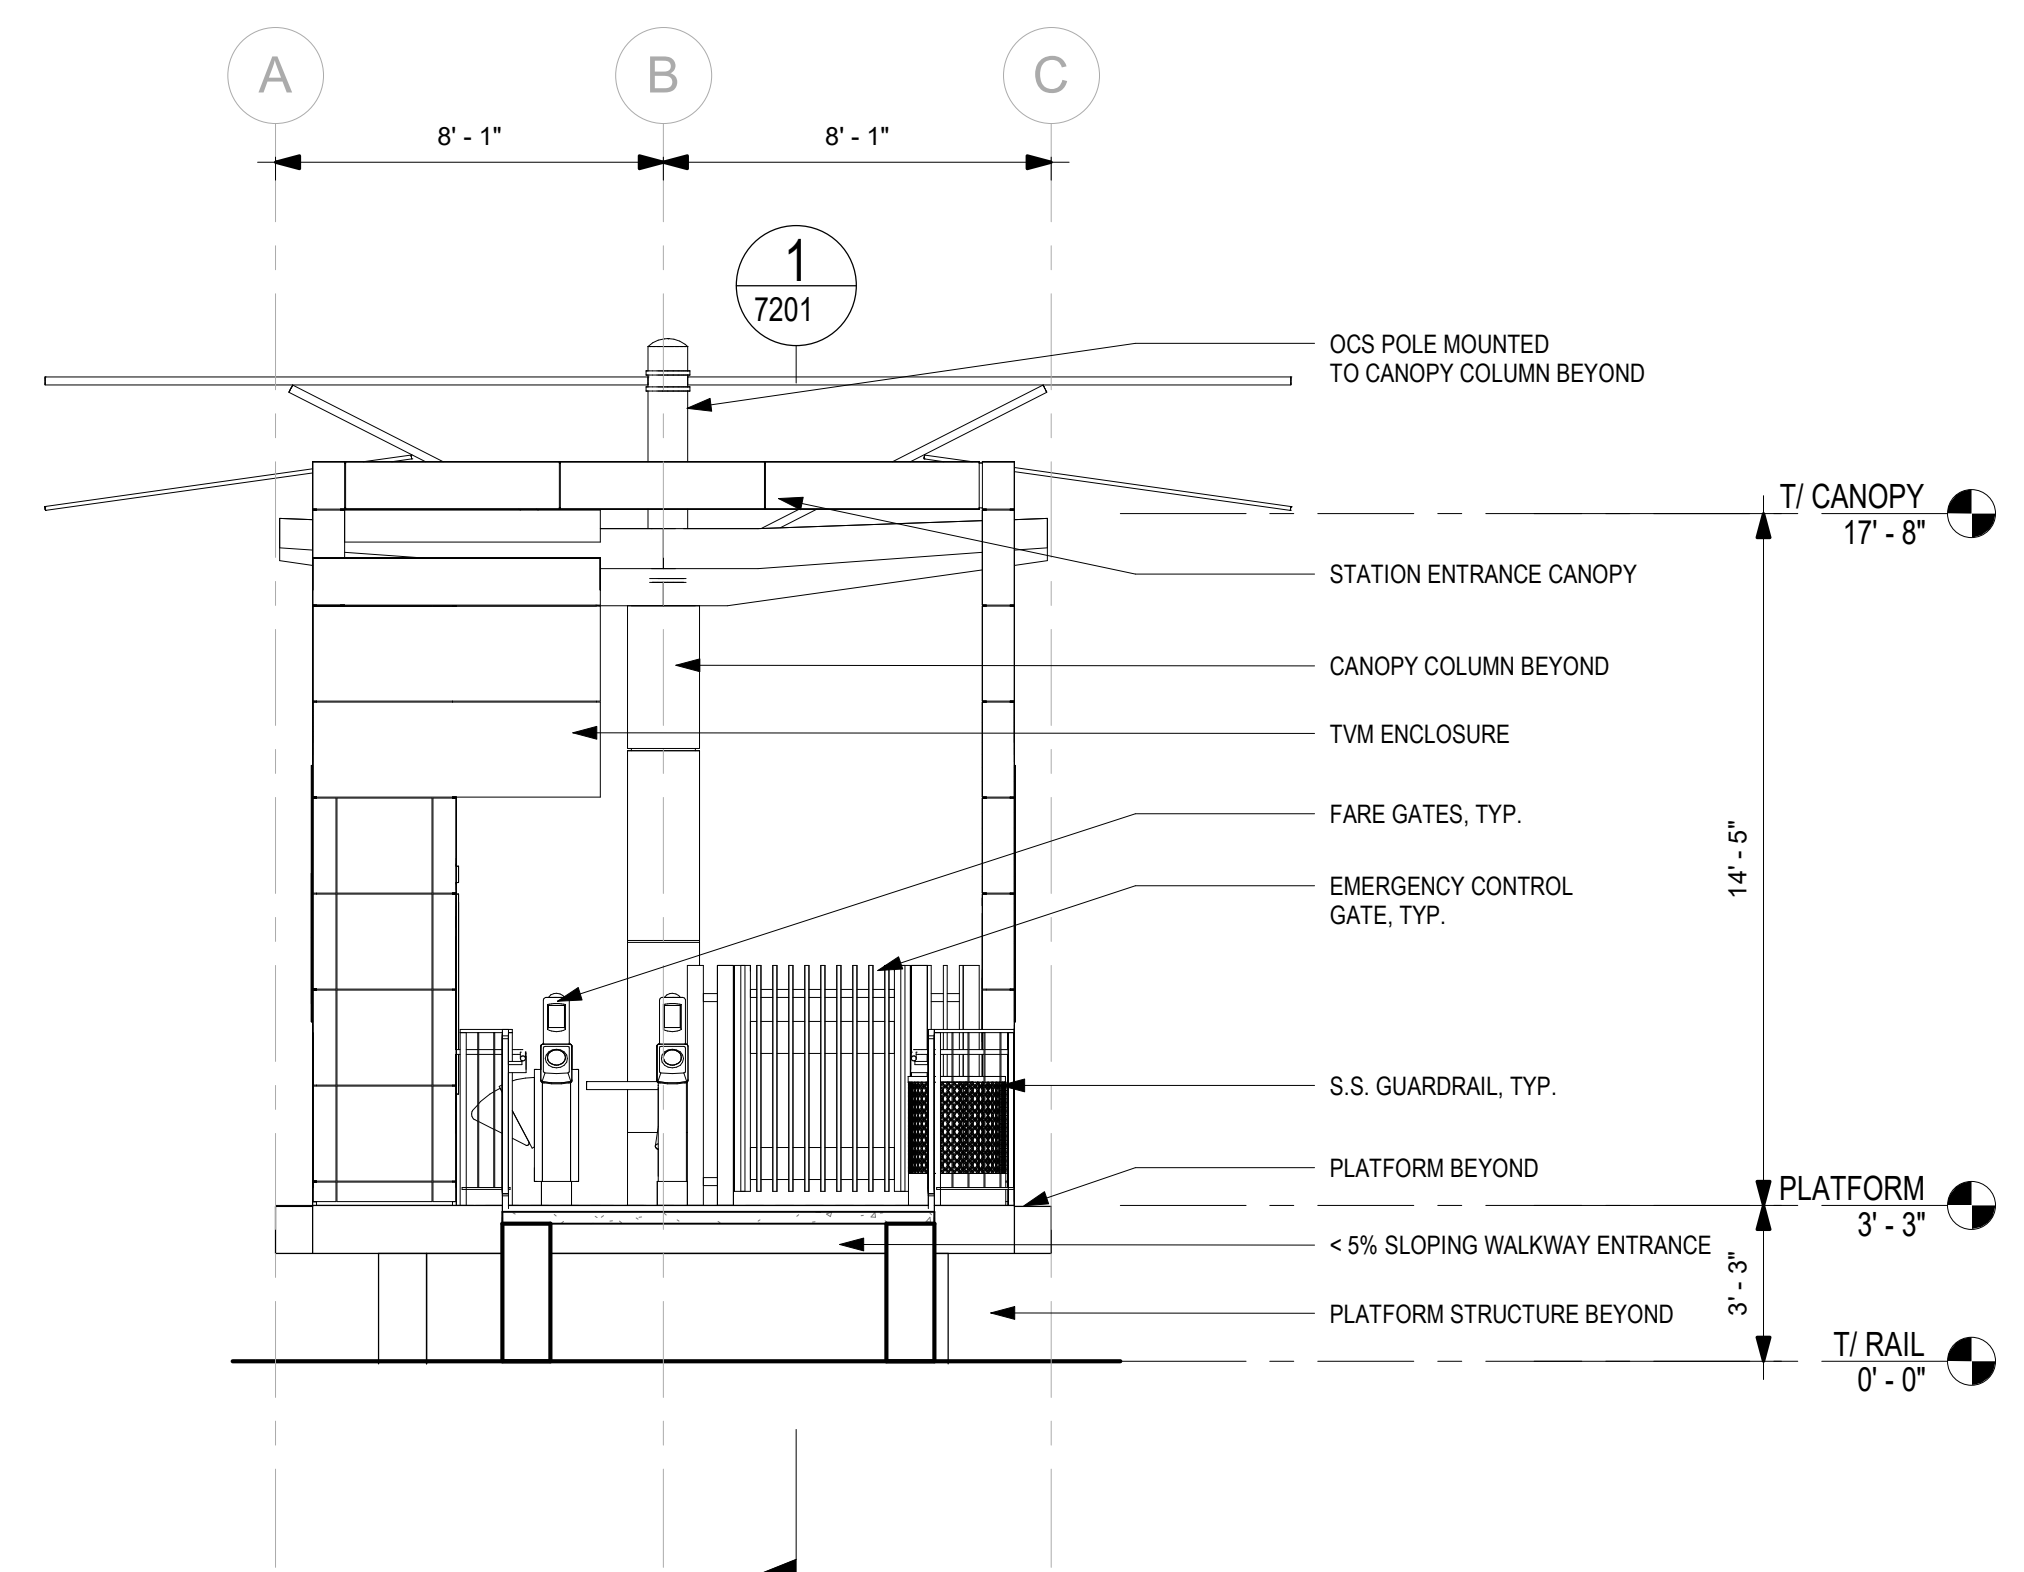 A
B
C
8' - 1"
8' - 1"
1
7201
OCS POLE MOUNTED
TO CANOPY COLUMN BEYOND
T/ CANOPY
17' - 8"
STATION ENTRANCE CANOPY
CANOPY COLUMN BEYOND
TVM ENCLOSURE
FARE GATES, TYP.
14' - 5"
EMERGENCY CONTROL
GATE, TYP.
S.S. GUARDRAIL, TYP.
PLATFORM BEYOND
PLATFORM
3' - 3"
< 5% SLOPING WALKWAY ENTRANCE
3' - 3"
PLATFORM STRUCTURE BEYOND
T/ RAIL
0' - 0"